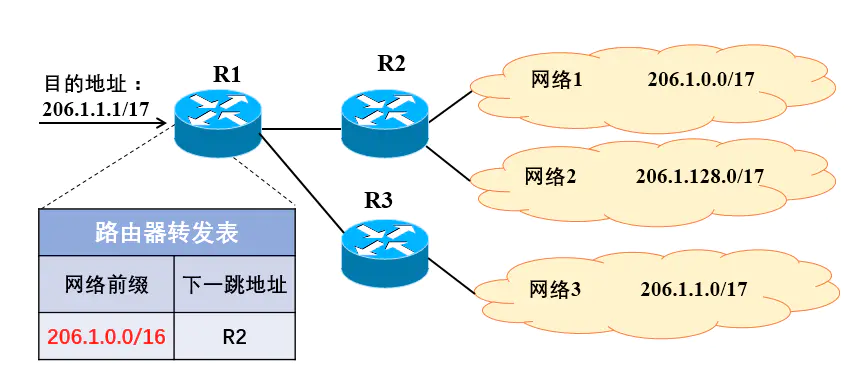 目的地址：
206.1.1.1/17
R1
R2
R3
网络1 206.1.0.0/17
网络2 206.1.128.0/17
网络3 206.1.1.0/17
路由器转发表
网络前缀 下一跳地址
206.1.0.0/16 R2